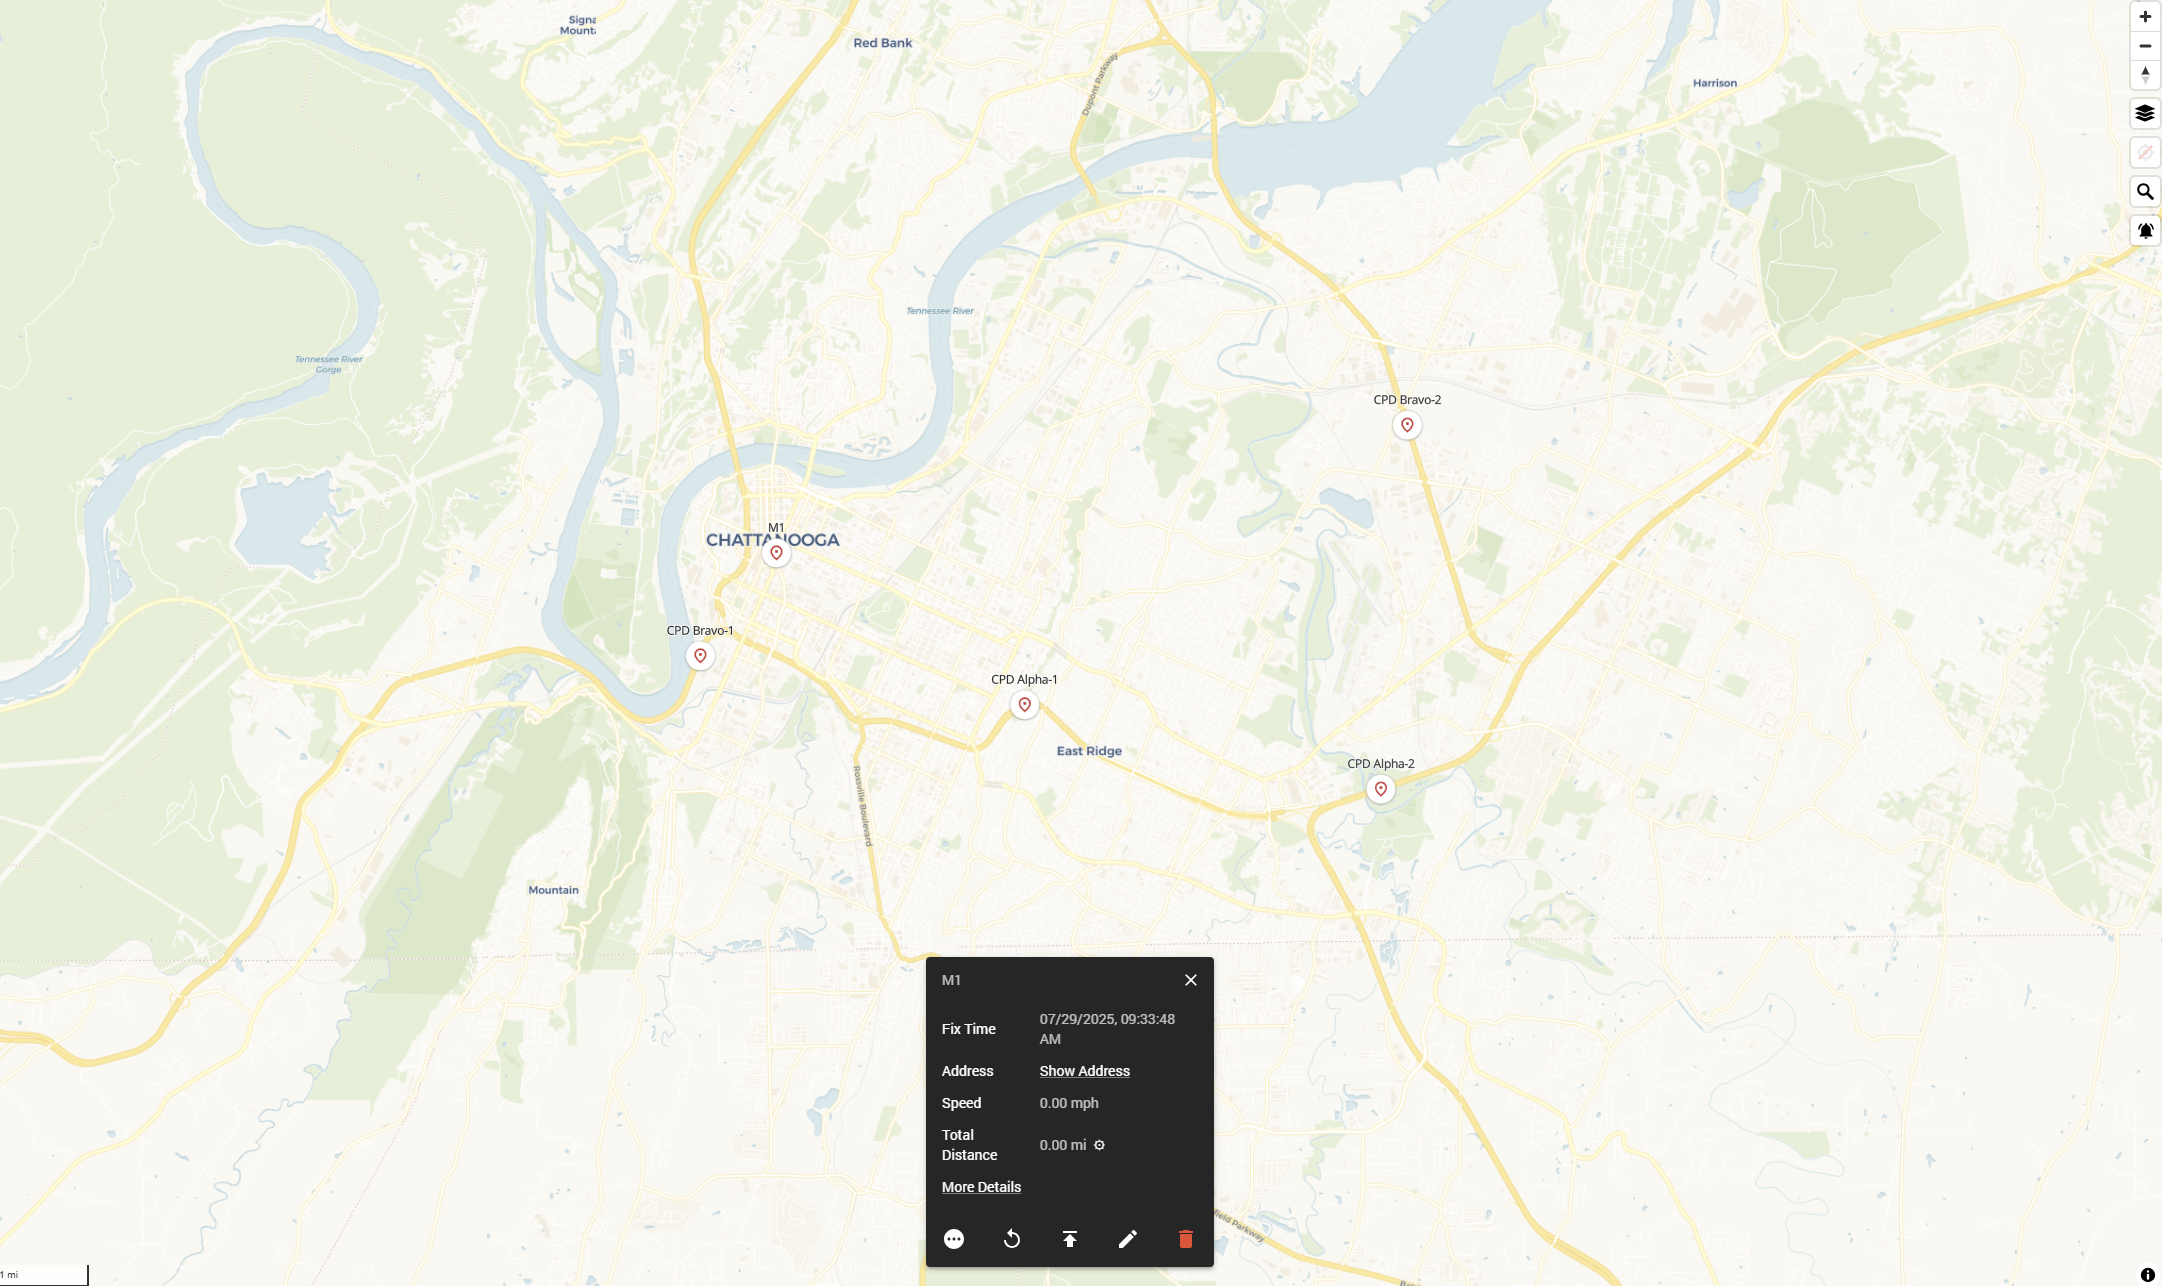 Signa
Mounta
Red Bank
Dupont Parkway
Harrison
Tennessee River
Tennessee River
Gorge
CPD Bravo-2
M1
CHATTANOOGA
CPD Bravo-1
CPD Alpha-1
East Ridge
CPD Alpha-2
Rossville Boulevard
Mountain
M1
Fix Time
07/29/2025, 09:33:48
AM
Address
Show Address
Speed
0.00 mph
Total
Distance
0.00 mi
More Details
field Parkway
1 mi